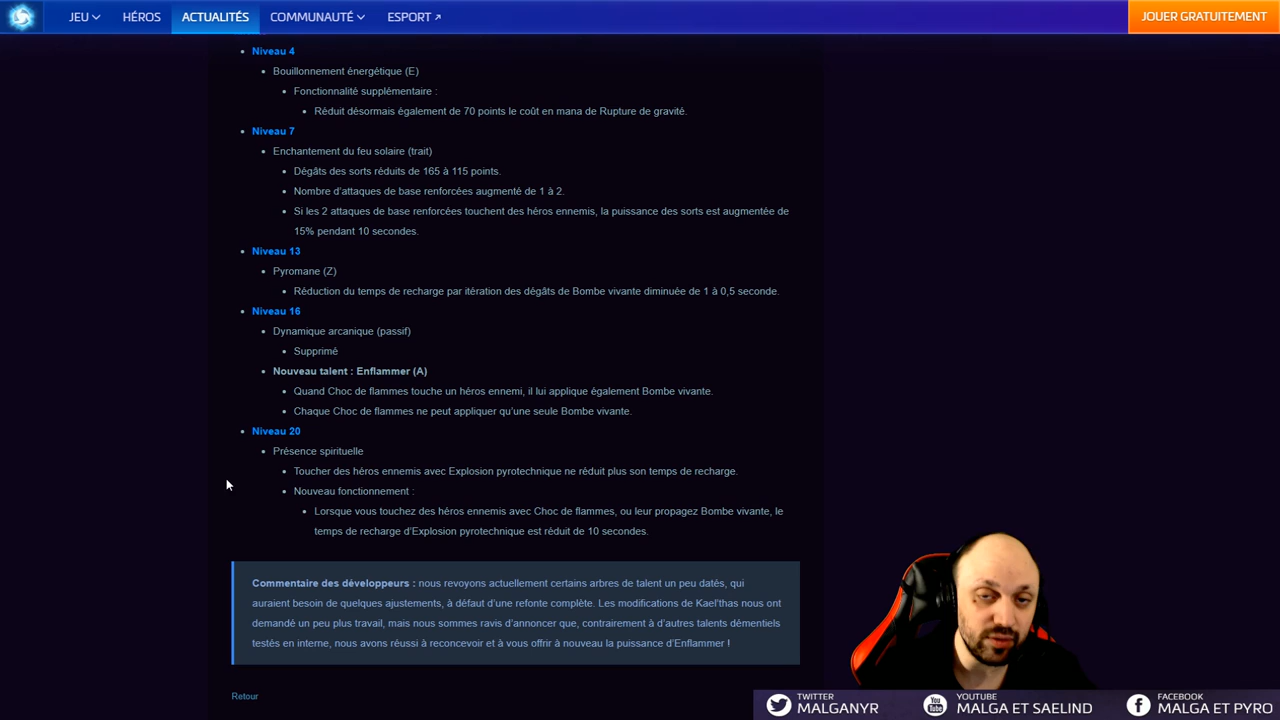 JEU HÉROS ACTUALITÉS COMMUNAUTÉ ESPORT JOUER GRATUITEMENT
Niveau 4
Bouillonnement énergétique (E)
Fonctionnalité supplémentaire :
Réduit désormais également de 70 points le coût en mana de Rupture de gravité.
Niveau 7
Enchantement du feu solaire (trait)
Dégâts des sorts réduits de 165 à 115 points.
Nombre d'attaques de base renforcées augmenté de 1 à 2.
Si les 2 attaques de base renforcées touchent des héros ennemis, la puissance des sorts est augmentée de
15% pendant 10 secondes.
Niveau 13
Pyromane (Z)
Réduction du temps de recharge par itération des dégâts de Bombe vivante diminuée de 1 à 0,5 seconde.
Niveau 16
Dynamique arcanique (passif)
Supprimé
Nouveau talent : Enflammer (A)
Quand Choc de flammes touche un héros ennemi, il lui applique également Bombe vivante.
Chaque Choc de flammes ne peut appliquer qu'une seule Bombe vivante.
Niveau 20
Présence spirituelle
Toucher des héros ennemis avec Explosion pyrotechnique ne réduit plus son temps de recharge.
Nouveau fonctionnement :
Lorsque vous touchez des héros ennemis avec Choc de flammes, ou leur propagez Bombe vivante, le
temps de recharge d'Explosion pyrotechnique est réduit de 10 secondes.
Commentaire des développeurs : nous revoyons actuellement certains arbres de talent un peu datés, qui
auraient besoin de quelques ajustements, à défaut d'une refonte complète. Les modifications de Kael'thas nous ont
demandé un peu plus travail, mais nous sommes ravis d'annoncer que, contrairement à d'autres talents démentiels
testés en interne, nous avons réussi à reconcevoir et à vous offrir à nouveau la puissance d'Enflammer !
Retour
TWITTER
MALGANYR
YOUTUBE
MALGA ET SAELIND
FACEBOOK
MALGA ET PYRO